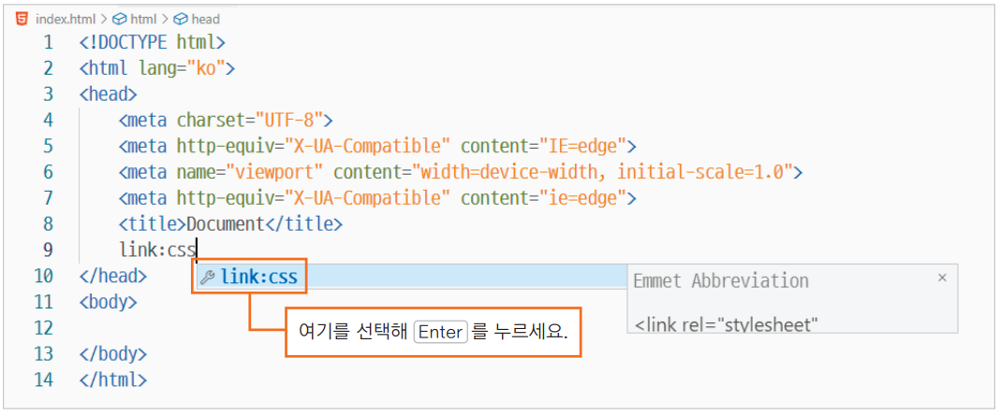 index.html > html > head
1 <!DOCTYPE html>
2 <html lang="ko">
3 <head>
4 <meta charset="UTF-8">
5 <meta http-equiv="X-UA-Compatible" content="IE=edge">
6 <meta name="viewport" content="width=device-width, initial-scale=1.0">
7 <meta http-equiv="X-UA-Compatible" content="ie=edge">
8 <title>Document</title>
9 link:css
10 </head>
link:css
Emmet Abbreviation ×
<link rel="stylesheet"
11 <body>
여기를 선택해 Enter 를 누르세요.
12
13 </body>
14 </html>